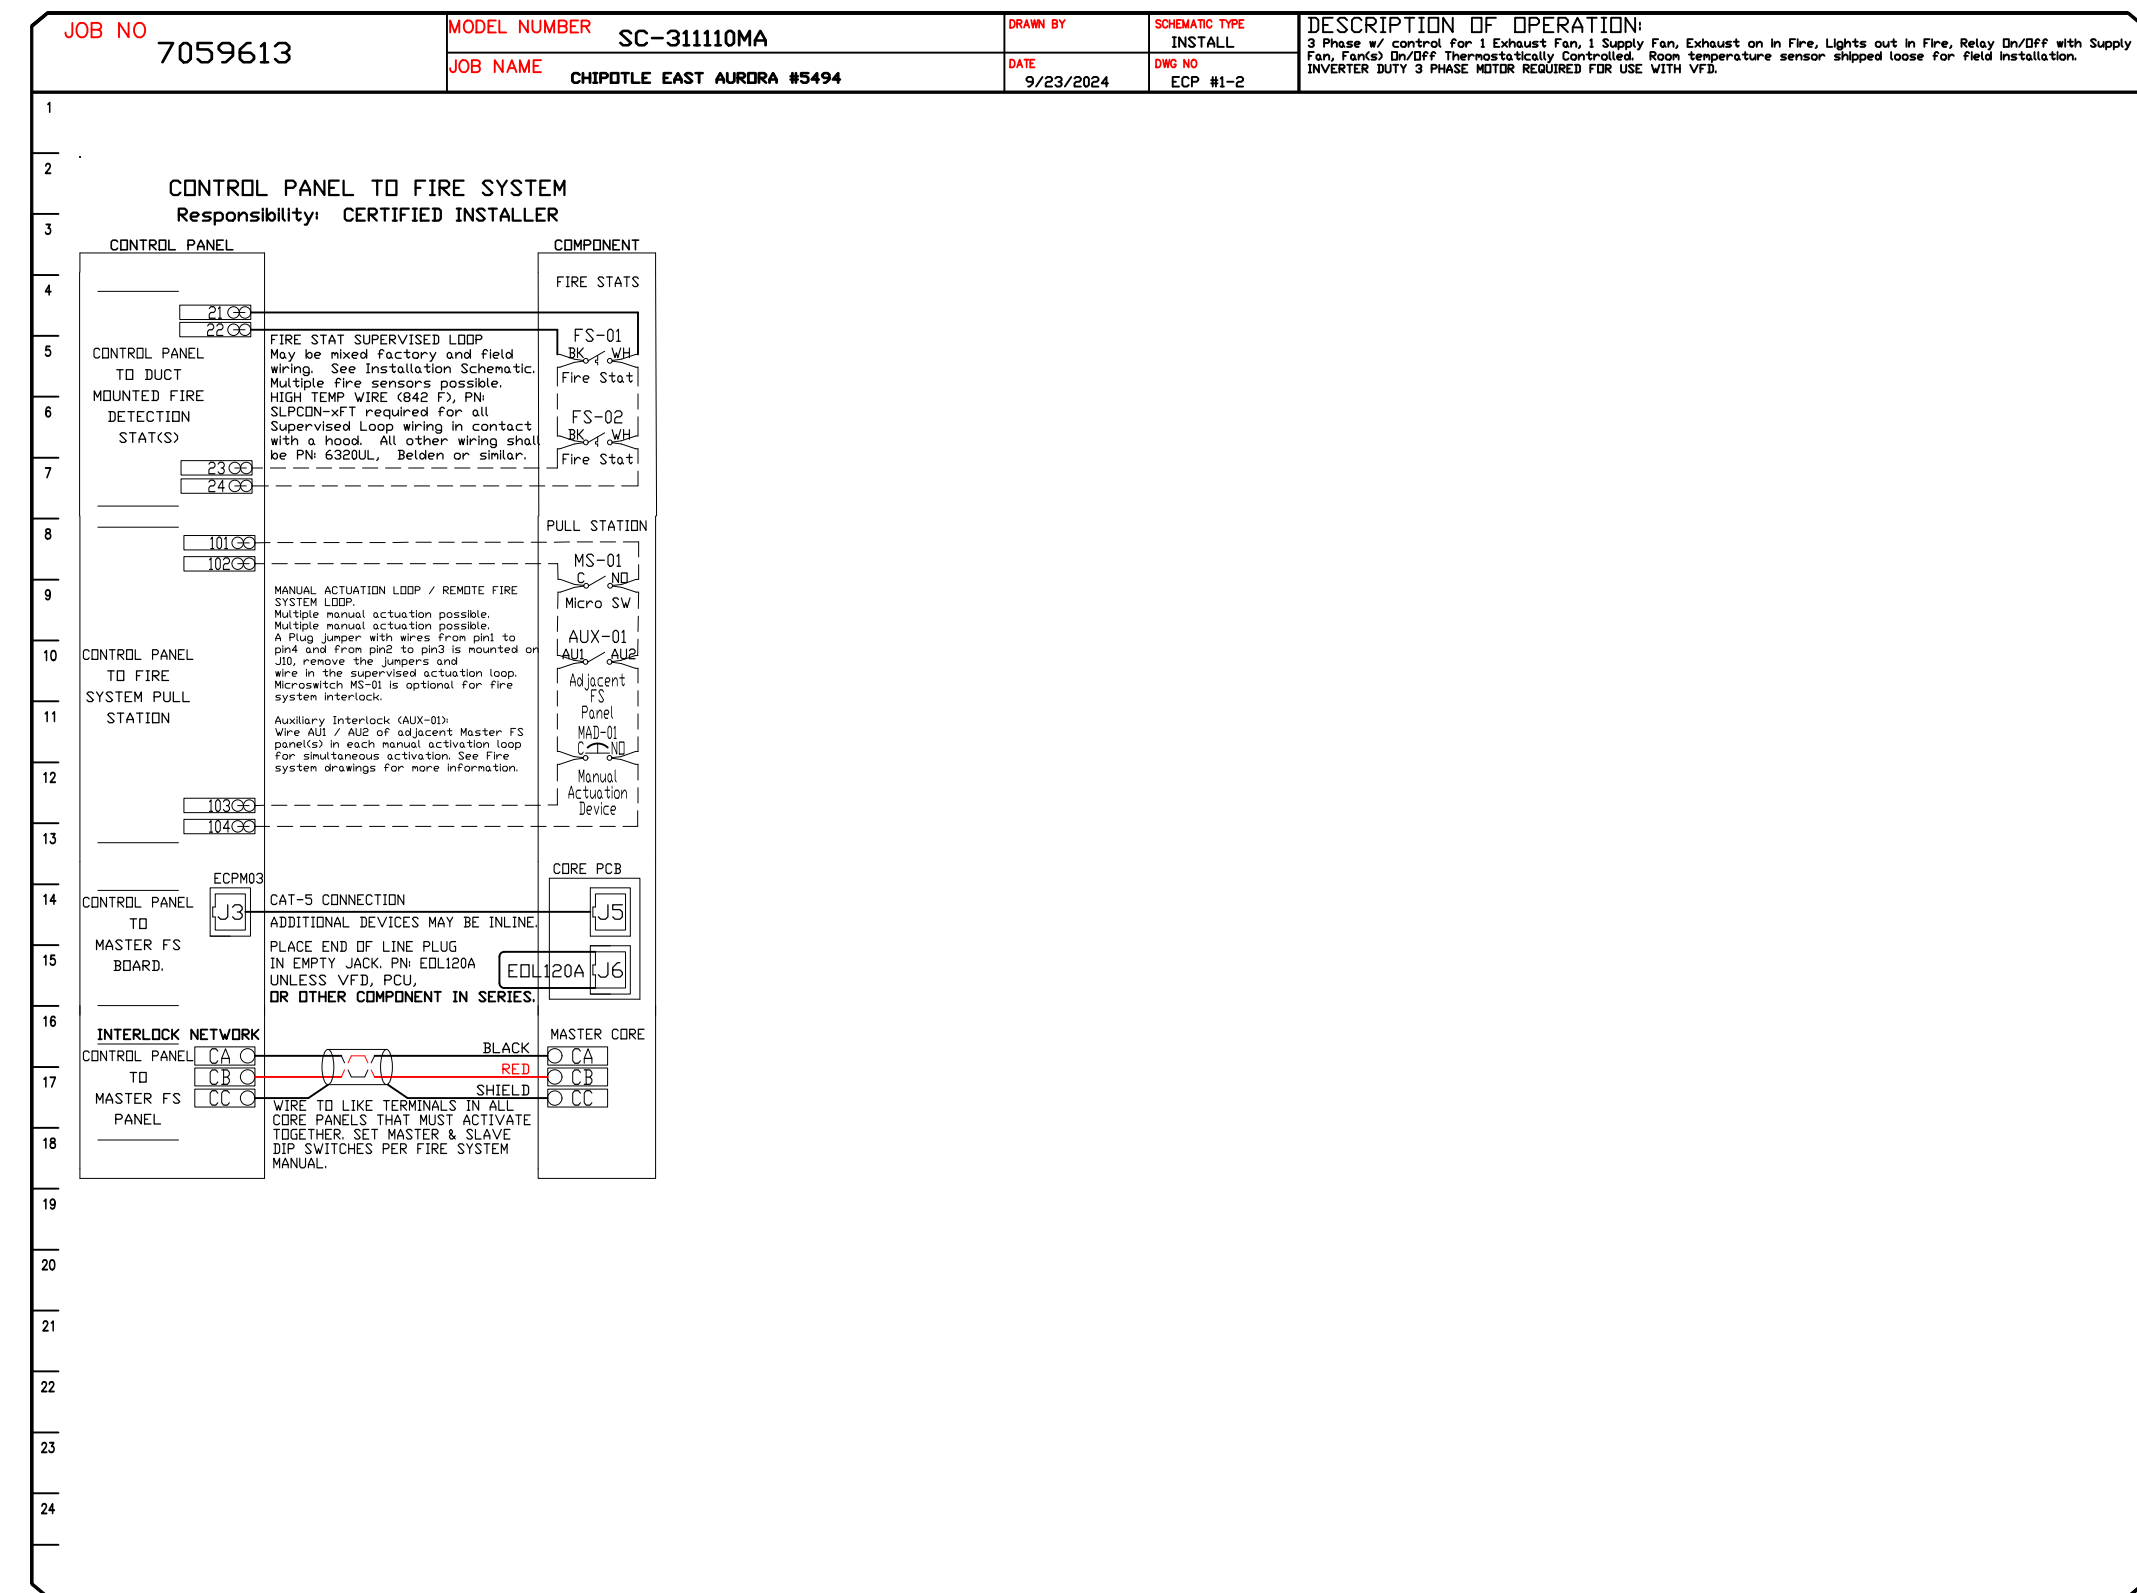 JOB NO
7059613
MODEL NUMBER
SC-311110MA
JOB NAME
CHIPOTLE EAST AURORA #5494
DRAWN BY
SCHEMATIC TYPE
INSTALL
DATE
9/23/2024
DWG NO
ECP #1-2
DESCRIPTION OF OPERATION:
3 Phase w/ control for 1 Exhaust Fan, 1 Supply Fan, Exhaust on in Fire, Lights out in Fire, Relay On/Off with Supply
Fan, Fan(s) On/Off Thermostatically Controlled.  Room temperature sensor shipped loose for field installation.
INVERTER DUTY 3 PHASE MOTOR REQUIRED FOR USE WITH VFD.
1
2
3
4
5
6
7
8
9
10
11
12
13
14
15
16
17
18
19
20
21
22
23
24
CONTROL PANEL TO FIRE SYSTEM
Responsibility: CERTIFIED INSTALLER
CONTROL PANEL
COMPONENT
FIRE STATS
21
22
CONTROL PANEL
TO DUCT
MOUNTED FIRE
DETECTION
STAT(S)
23
24
FIRE STAT SUPERVISED LOOP
May be mixed factory and field
wiring.  See Installation Schematic.
Multiple fire sensors possible.
HIGH TEMP WIRE (842 F), PN:
SLPCON-xFT required for all
Supervised Loop wiring in contact
with a hood.  All other wiring shall
be PN: 6320UL,  Belden or similar.
FS-01
BK WH
Fire Stat
FS-02
BK WH
Fire Stat
PULL STATION
101
102
CONTROL PANEL
TO FIRE
SYSTEM PULL
STATION
103
104
MANUAL ACTUATION LOOP / REMOTE FIRE
SYSTEM LOOP.
Multiple manual actuation possible.
Multiple manual actuation possible.
A Plug jumper with wires from pin1 to
pin4 and from pin2 to pin3 is mounted on
J10, remove the jumpers and
wire in the supervised actuation loop.
Microswitch MS-01 is optional for fire
system interlock.
Auxiliary Interlock (AUX-01):
Wire AU1 / AU2 of adjacent Master FS
panel(s) in each manual activation loop
for simultaneous activation. See Fire
system drawings for more information.
MS-01
C NO
Micro SW
AUX-01
AU1 AU2
Adjacent
FS
Panel
MAD-01
C NO
Manual
Actuation
Device
ECPM03
J3
CONTROL PANEL
TO
MASTER FS
BOARD.
CAT-5 CONNECTION
ADDITIONAL DEVICES MAY BE INLINE.
PLACE END OF LINE PLUG
IN EMPTY JACK. PN: EOL120A
UNLESS VFD, PCU,
OR OTHER COMPONENT IN SERIES.
CORE PCB
J5
EOL120A
J6
INTERLOCK NETWORK
CONTROL PANEL
TO
MASTER FS
PANEL
CA
CB
CC
BLACK
RED
SHIELD
MASTER CORE
CA
CB
CC
WIRE TO LIKE TERMINALS IN ALL
CORE PANELS THAT MUST ACTIVATE
TOGETHER. SET MASTER & SLAVE
DIP SWITCHES PER FIRE SYSTEM
MANUAL.